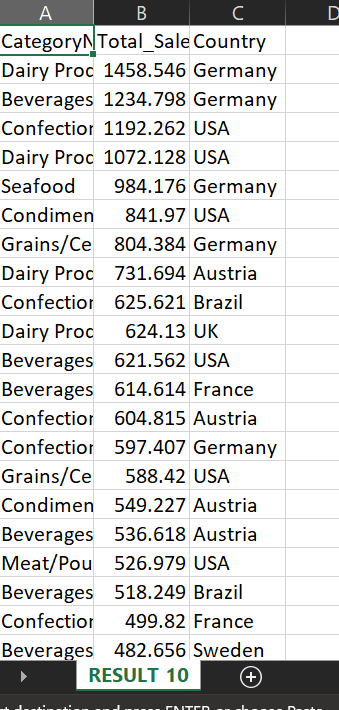 A B C D
CategoryN Total_Sale Country
Dairy Prod 1458.546 Germany
Beverages 1234.798 Germany
Confection 1192.262 USA
Dairy Prod 1072.128 USA
Seafood 984.176 Germany
Condimen 841.97 USA
Grains/Ce 804.384 Germany
Dairy Prod 731.694 Austria
Confection 625.621 Brazil
Dairy Prod 624.13 UK
Beverages 621.562 USA
Beverages 614.614 France
Confection 604.815 Austria
Confection 597.407 Germany
Grains/Ce 588.42 USA
Condimen 549.227 Austria
Beverages 536.618 Austria
Meat/Pou 526.979 USA
Beverages 518.249 Brazil
Confection 499.82 France
Beverages 482.656 Sweden
RESULT 10
destination and press ENTER or choose Paste